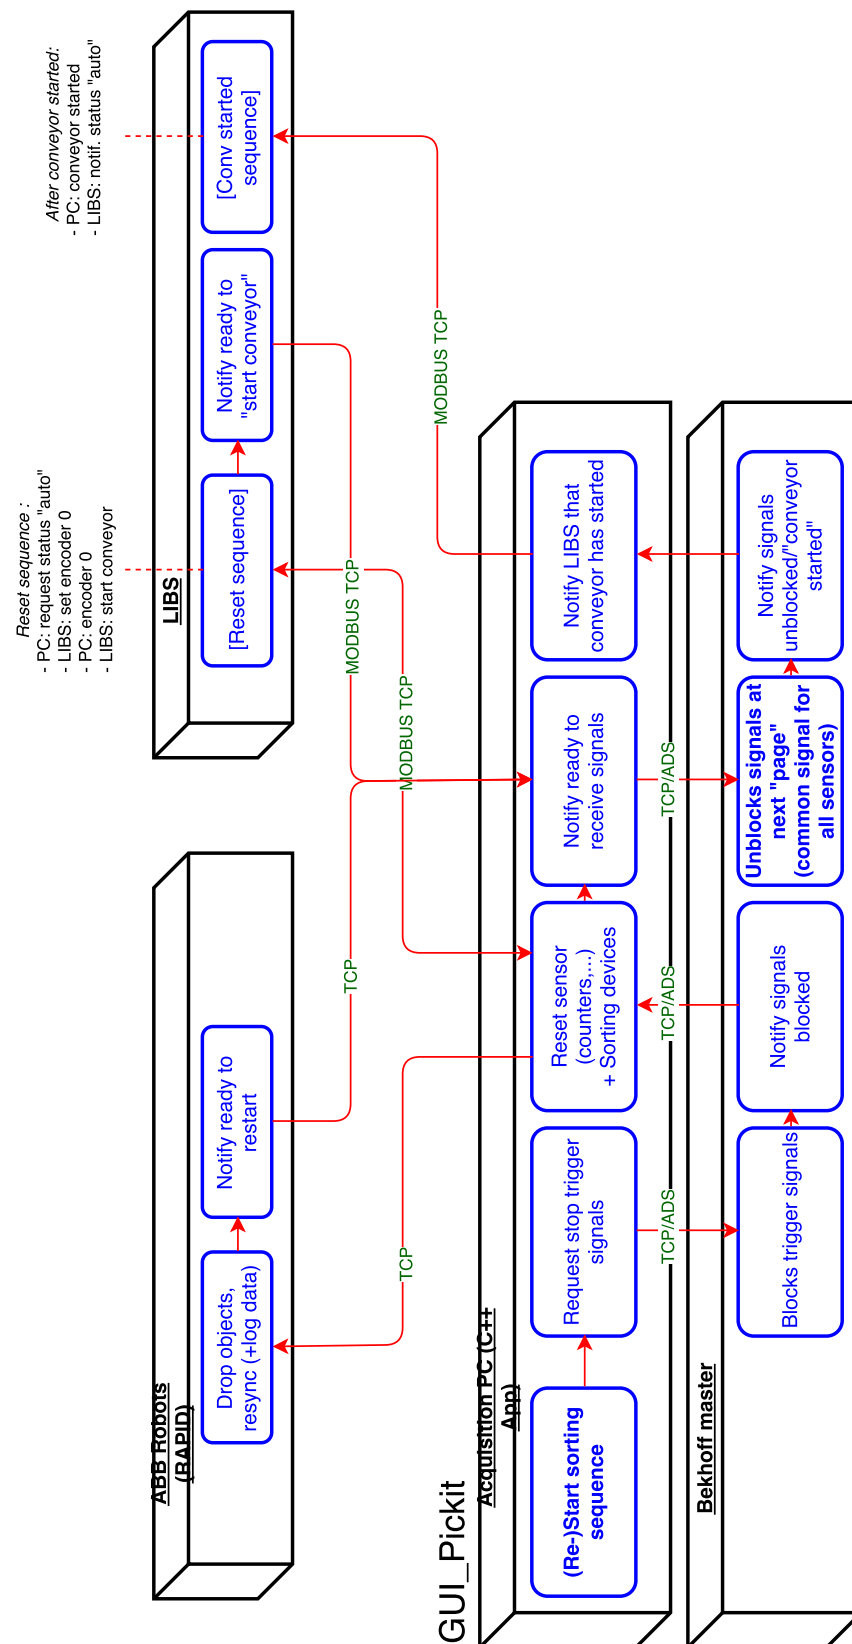 ABB Robots
(RAPID)
Drop objects,
resync (+log data)
Notify ready to
restart
LIBS
[Reset sequence]
Notify ready to
"start conveyor"
[Conv started
sequence]
Reset sequence :
- PC: request status "auto"
- LIBS: set encoder 0
- PC: encoder 0
- LIBS: start conveyor
After conveyor started:
- PC: conveyor started
- LIBS: notif. status "auto"
TCP
TCP
MODBUS TCP
MODBUS TCP
MODBUS TCP
GUI_Pickit
Acquisition PC (C++
App)
(Re-)Start sorting
sequence
Request stop trigger
signals
Reset sensor
(counters,...)
+ Sorting devices
Notify ready to
receive signals
Notify LIBS that
conveyor has started
TCP/ADS
TCP/ADS
TCP/ADS
Bekhoff master
Blocks trigger signals
Notify signals
blocked
Unblocks signals at
next "page"
(common signal for
all sensors)
Notify signals
unblocked/"conveyor
started"